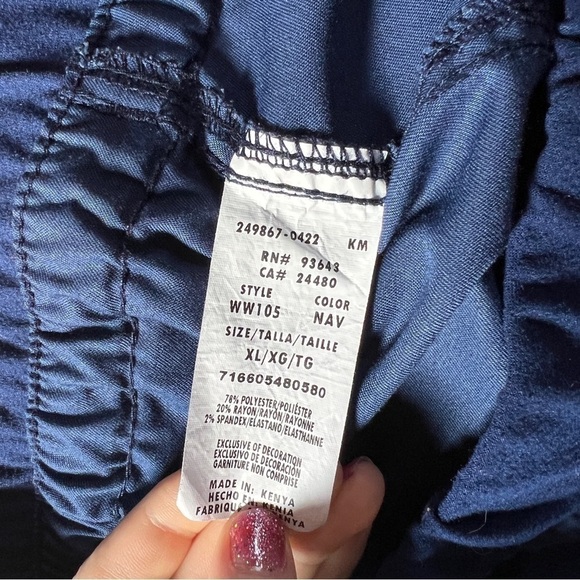 249867-0422 KM
RN# 93643
CA# 24480
STYLE COLOR
WW105 NAV
SIZE/TALLA/TAILLE
XL/XG/TG
716605480580
78% POLYESTER/POLIÉSTER
20% RAYON/RAYÓN/RAYONNE
2% SPANDEX/ELASTANO/ELASTHANNE
EXCLUSIVE OF DECORATION
EXCLUSIVO DE DECORACIÓN
GARNITURE NON COMPRISE
MADE IN: KENYA
HECHO EN: KENIA
KENYA